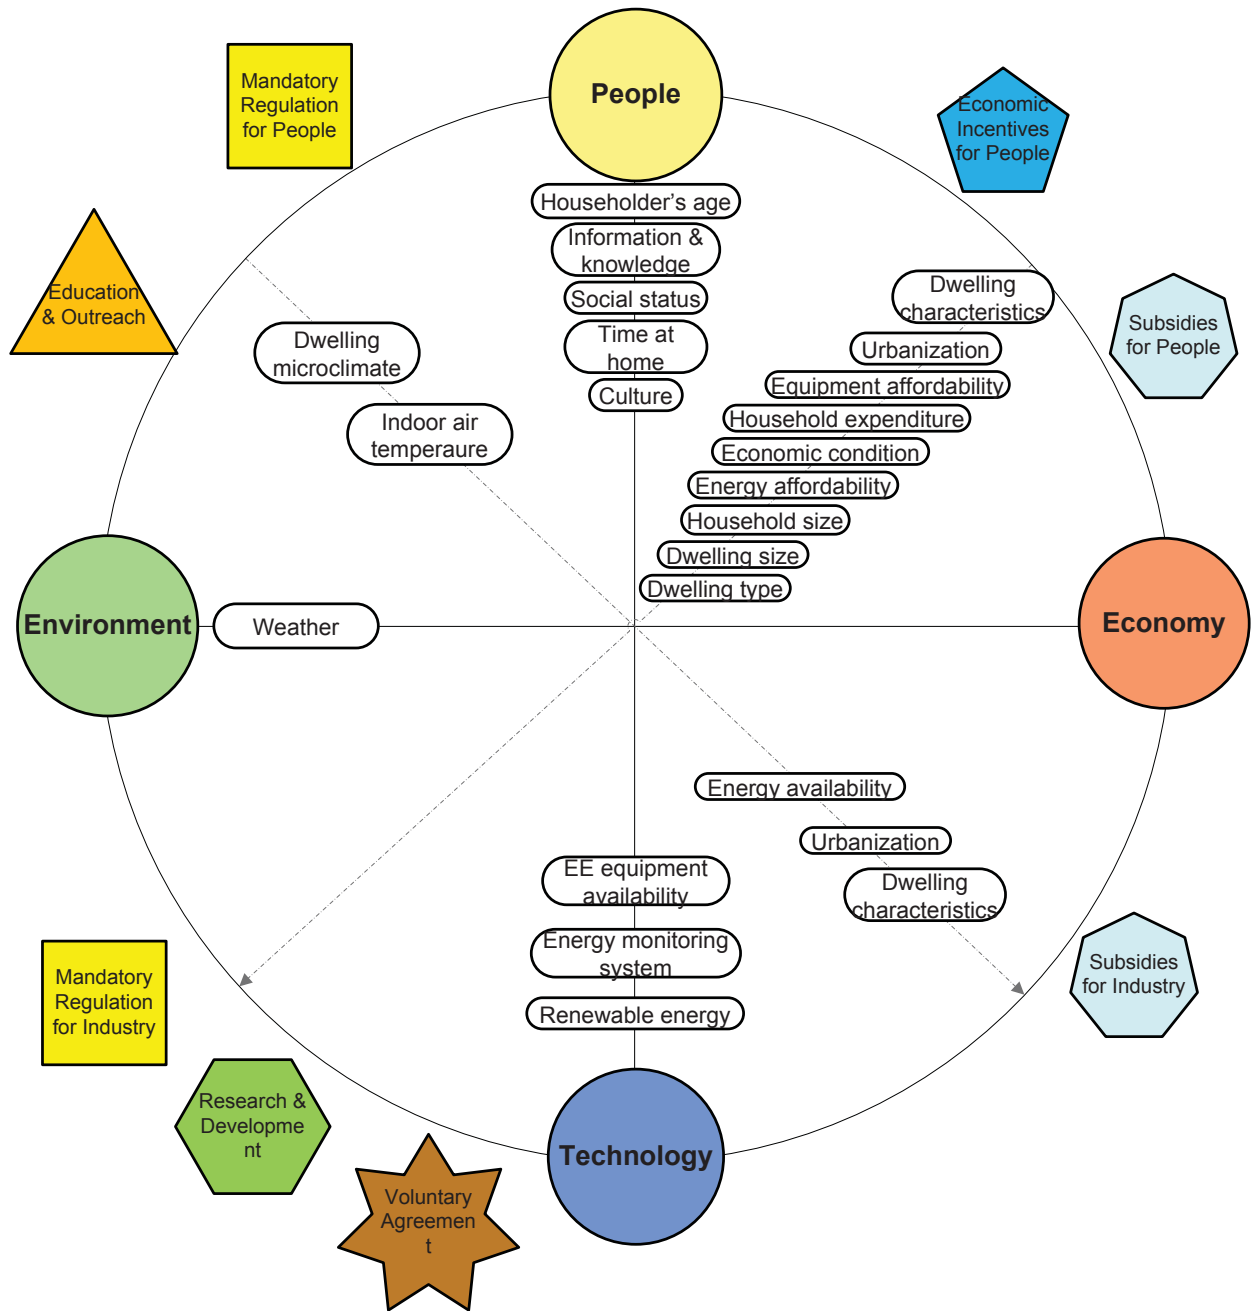 People
Mandatory
Regulation
for People
Economic
Incentives
for People
Householder's age
Information &
knowledge
Social status
Time at
home
Culture
Education
& Outreach
Dwelling
microclimate
Indoor air
temperaure
Dwelling
characteristics
Urbanization
Equipment affordability
Household expenditure
Economic condition
Energy affordability
Household size
Dwelling size
Dwelling type
Subsidies
for People
Environment
Weather
Economy
Energy availability
Urbanization
Dwelling
characteristics
EE equipment
availability
Energy monitoring
system
Renewable energy
Mandatory
Regulation
for Industry
Subsidies
for Industry
Research &
Developme
nt
Voluntary
Agreemen
t
Technology